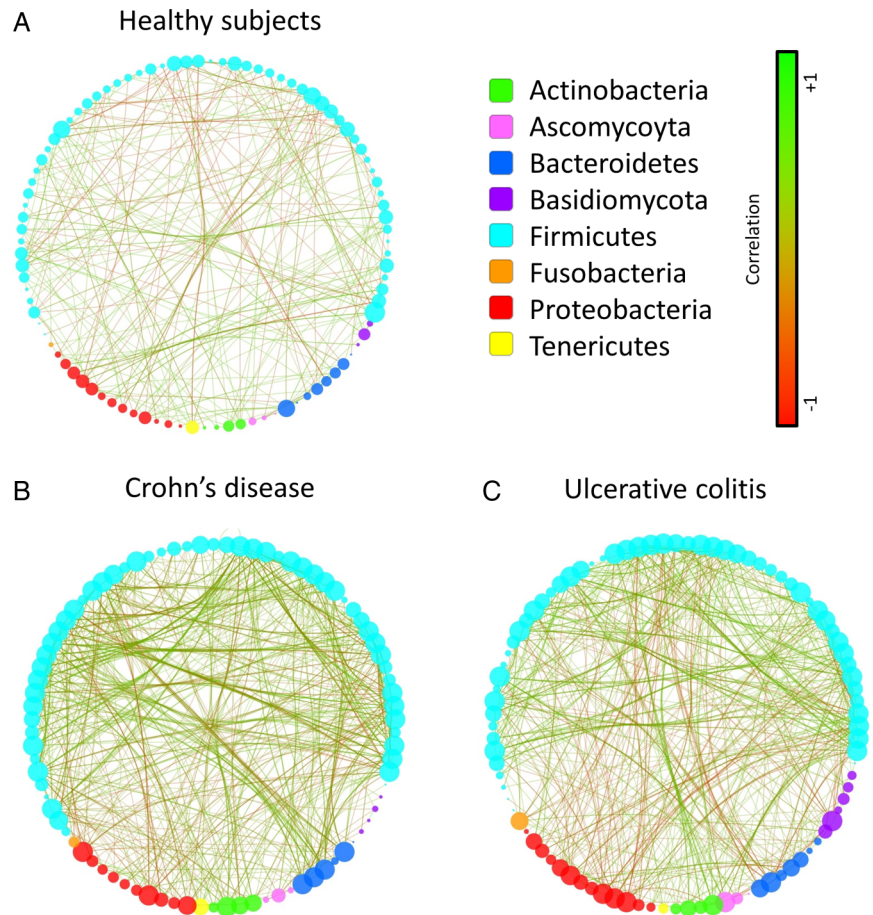 A
Healthy subjects
Actinobacteria
Ascomycoyta
Bacteroidetes
Basidiomycota
Firmicutes
Fusobacteria
Proteobacteria
Tenericutes
+1
Correlation
-1
B
Crohn’s disease
C
Ulcerative colitis